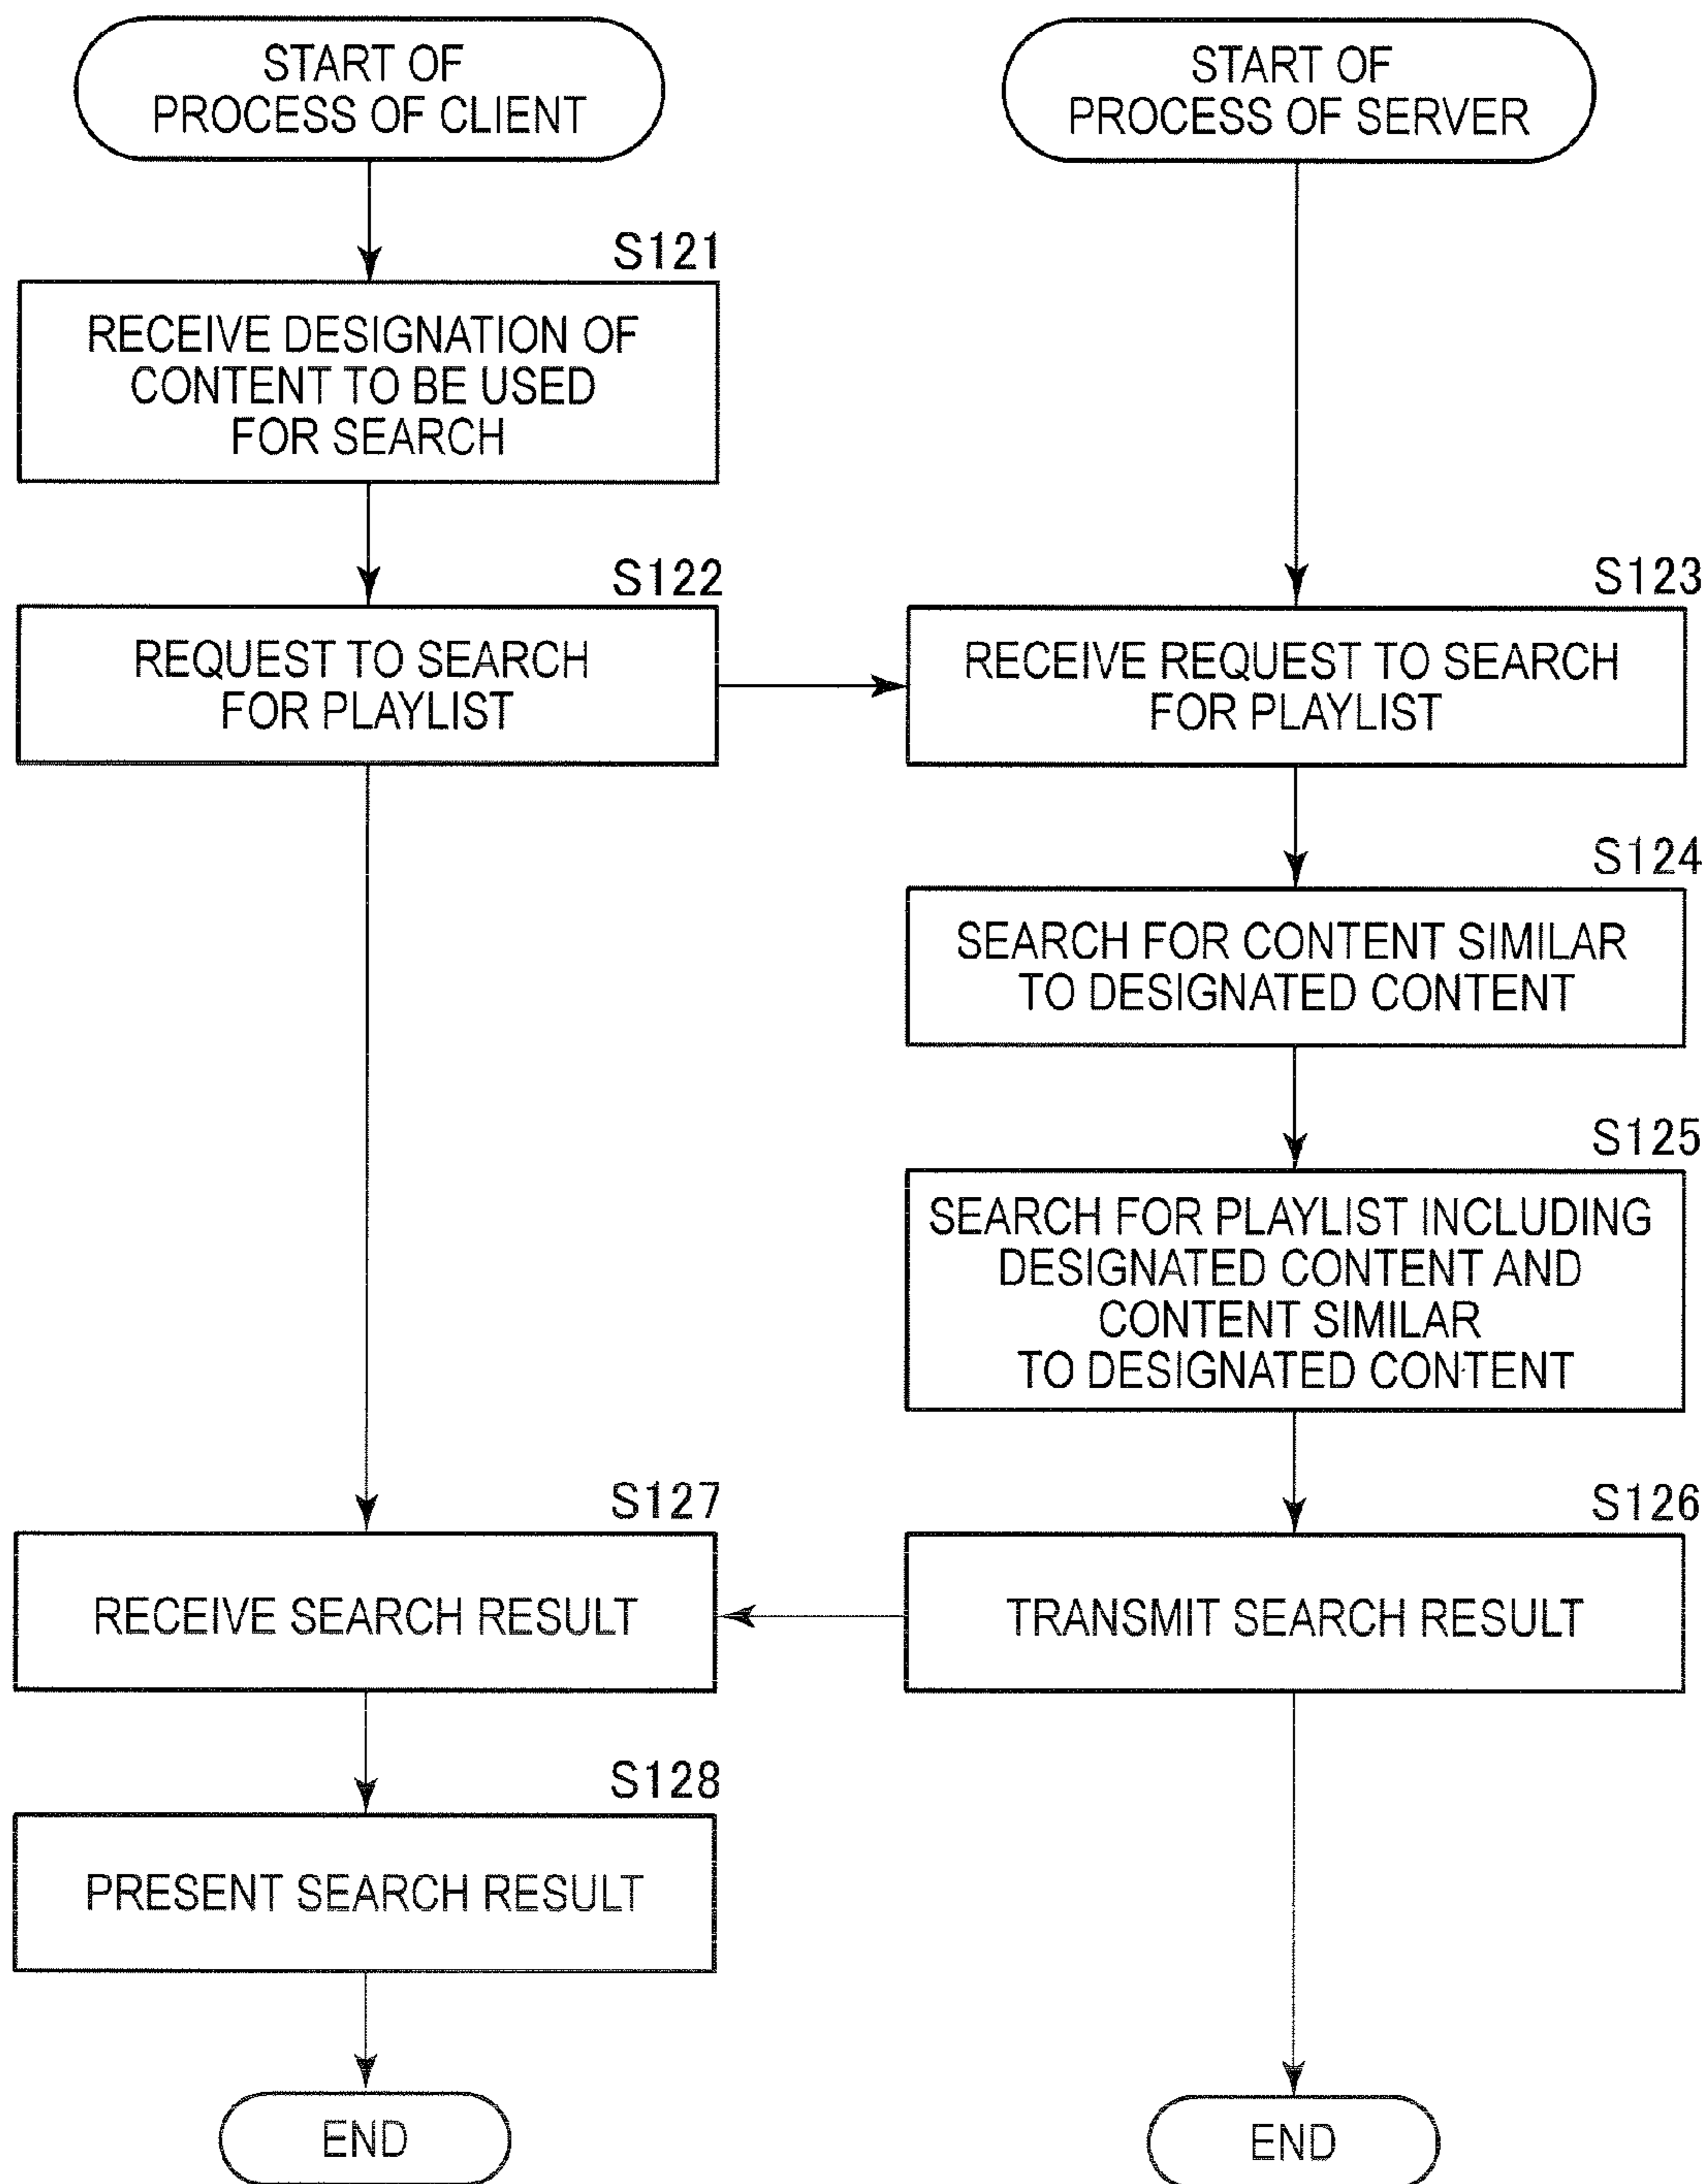 START OF
PROCESS OF CLIENT
START OF
PROCESS OF SERVER
S121
RECEIVE DESIGNATION OF
CONTENT TO BE USED
FOR SEARCH
S122
REQUEST TO SEARCH
FOR PLAYLIST
S123
RECEIVE REQUEST TO SEARCH
FOR PLAYLIST
S124
SEARCH FOR CONTENT SIMILAR
TO DESIGNATED CONTENT
S125
SEARCH FOR PLAYLIST INCLUDING
DESIGNATED CONTENT AND
CONTENT SIMILAR
TO DESIGNATED CONTENT
S126
TRANSMIT SEARCH RESULT
S127
RECEIVE SEARCH RESULT
S128
PRESENT SEARCH RESULT
END
END